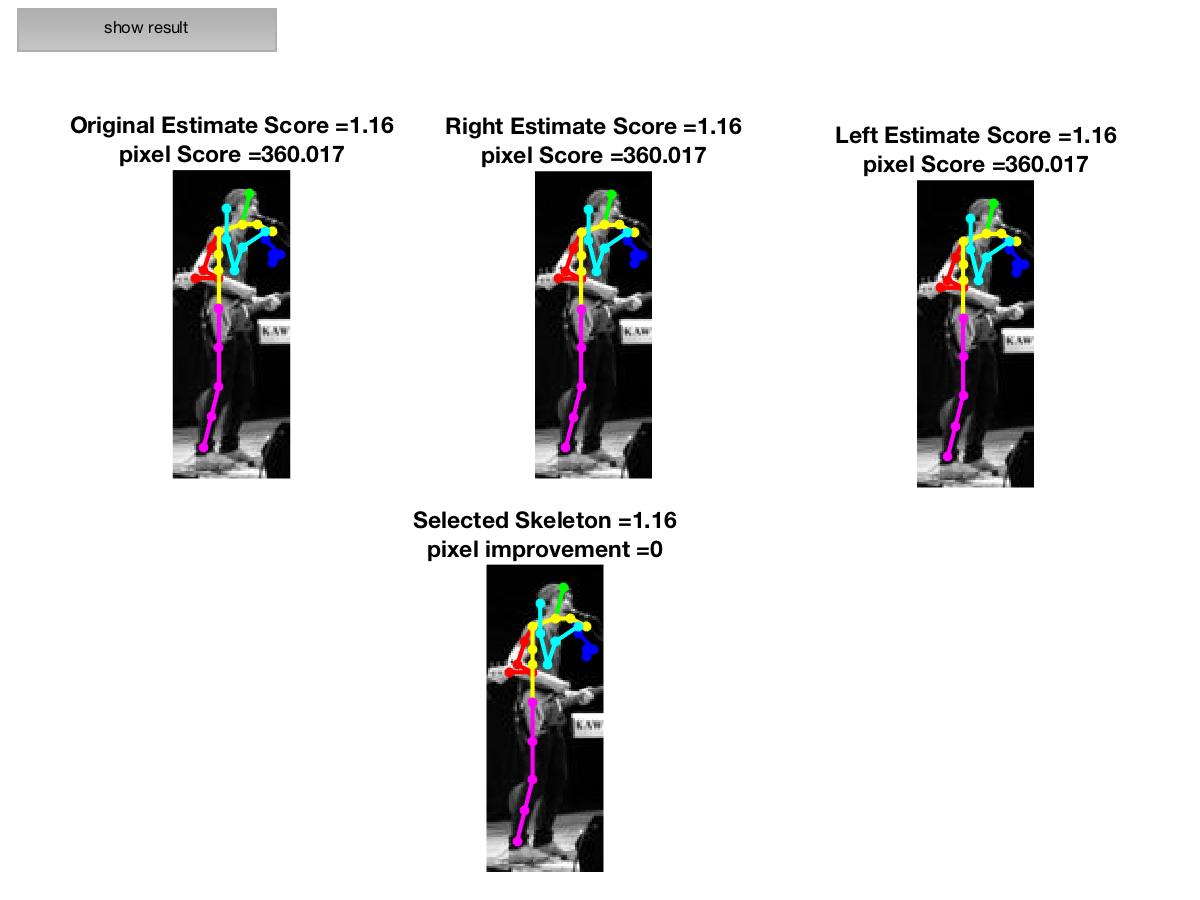 show result
Original Estimate Score =1.16
pixel Score =360.017
Right Estimate Score =1.16
pixel Score =360.017
Left Estimate Score =1.16
pixel Score =360.017
KAW
KAW
KAW
Selected Skeleton =1.16
pixel improvement =0
KAW